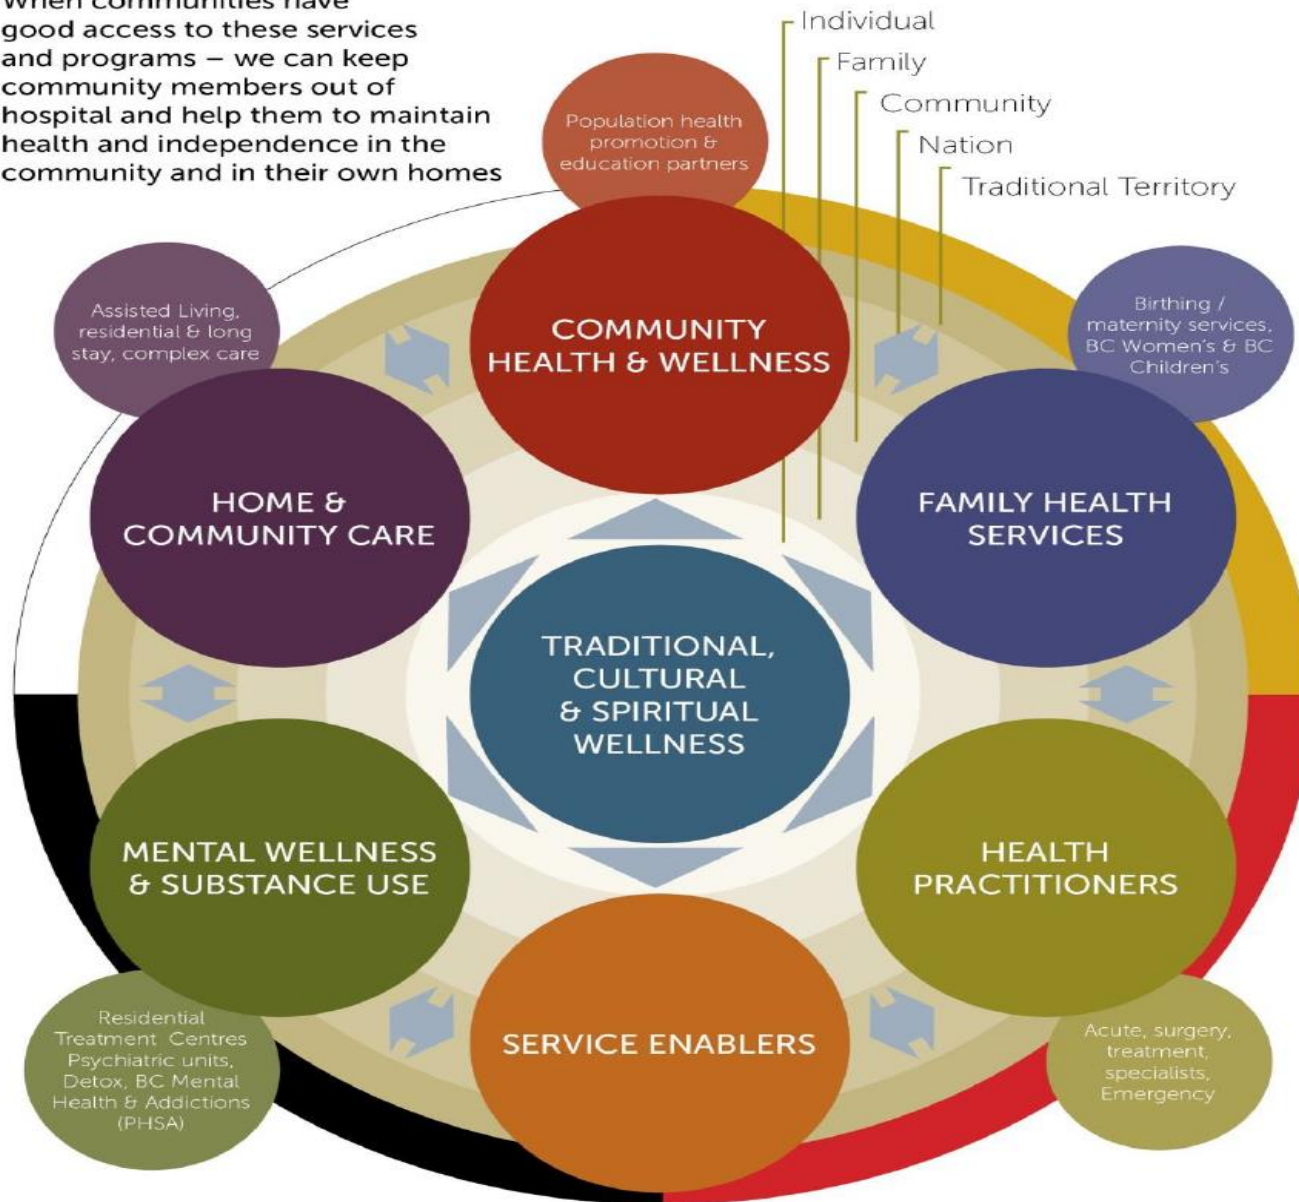 When communities have
good access to these services
and programs – we can keep
community members out of
hospital and help them to maintain
health and independence in the
community and in their own homes
Individual
Family
Community
Nation
Traditional Territory
Population health
promotion &
education partners
Assisted Living,
residential & long
stay, complex care
Birthing /
maternity services,
BC Women's & BC
Children's
COMMUNITY
HEALTH & WELLNESS
HOME &
COMMUNITY CARE
FAMILY HEALTH
SERVICES
TRADITIONAL,
CULTURAL
& SPIRITUAL
WELLNESS
MENTAL WELLNESS
& SUBSTANCE USE
HEALTH
PRACTITIONERS
SERVICE ENABLERS
Residential
Treatment Centres
Psychiatric units,
Detox, BC Mental
Health & Addictions
(PHSA)
Acute, surgery,
treatment,
specialists,
Emergency